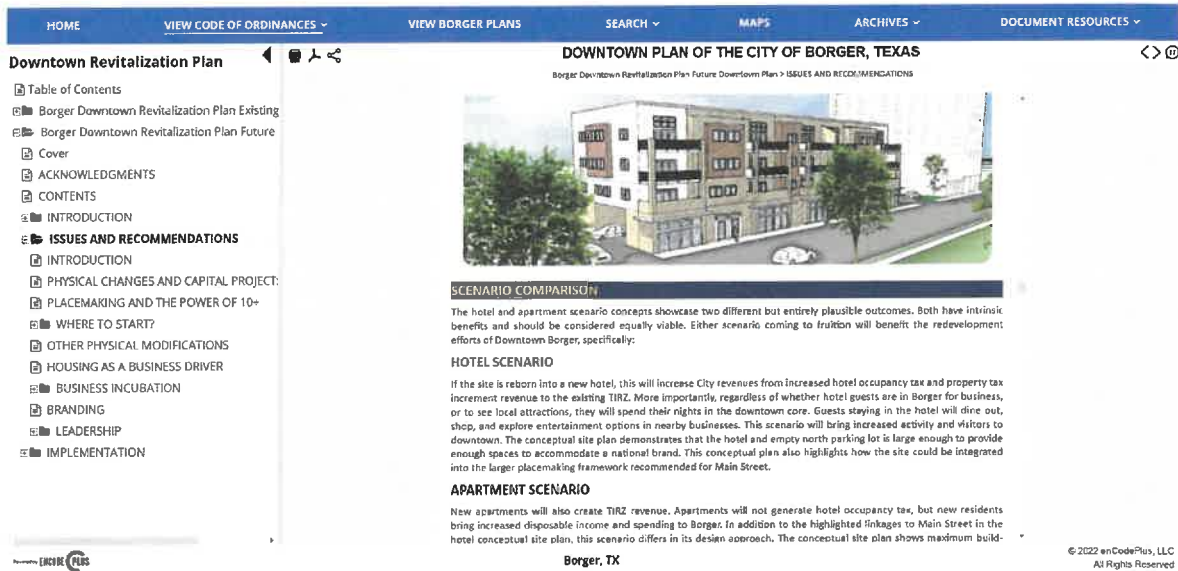 HOME
VIEW CODE OF ORDINANCES
VIEW BORGER PLANS
SEARCH
MAPS
ARCHIVES
DOCUMENT RESOURCES
Downtown Revitalization Plan
Table of Contents
Borger Downtown Revitalization Plan Existing
Borger Downtown Revitalization Plan Future
Cover
ACKNOWLEDGMENTS
CONTENTS
INTRODUCTION
ISSUES AND RECOMMENDATIONS
INTRODUCTION
PHYSICAL CHANGES AND CAPITAL PROJECT:
PLACEMAKING AND THE POWER OF 10+
WHERE TO START?
OTHER PHYSICAL MODIFICATIONS
HOUSING AS A BUSINESS DRIVER
BUSINESS INCUBATION
BRANDING
LEADERSHIP
IMPLEMENTATION
DOWNTOWN PLAN OF THE CITY OF BORGER, TEXAS
Borger Downtown Revitalization Plan Future Downtown Plan > ISSUES AND RECOMMENDATIONS
SCENARIO COMPARISON
The hotel and apartment scenario concepts showcase two different but entirely plausible outcomes. Both have intrinsic
benefits and should be considered equally viable. Either scenario coming to fruition will benefit the redevelopment
efforts of Downtown Borger, specifically:
HOTEL SCENARIO
If the site is reborn into a new hotel, this will increase City revenues from increased hotel occupancy tax and property tax
increment revenue to the existing TIRZ. More importantly, regardless of whether hotel guests are in Borger for business,
or to see local attractions, they will spend their nights in the downtown core. Guests staying in the hotel will dine out,
shop, and explore entertainment options in nearby businesses. This scenario will bring increased activity and visitors to
downtown. The conceptual site plan demonstrates that the hotel and empty north parking lot is large enough to provide
enough spaces to accommodate a national brand. This conceptual plan also highlights how the site could be integrated
into the larger placemaking framework recommended for Main Street.
APARTMENT SCENARIO
New apartments will also create TIRZ revenue. Apartments will not generate hotel occupancy tax, but new residents
bring increased disposable income and spending to Borger. In addition to the highlighted linkages to Main Street in the
hotel conceptual site plan, this scenario differs in its design approach. The conceptual site plan shows maximum build-
ENCODE PLUS
Borger, TX
© 2022 enCodePlus, LLC
All Rights Reserved